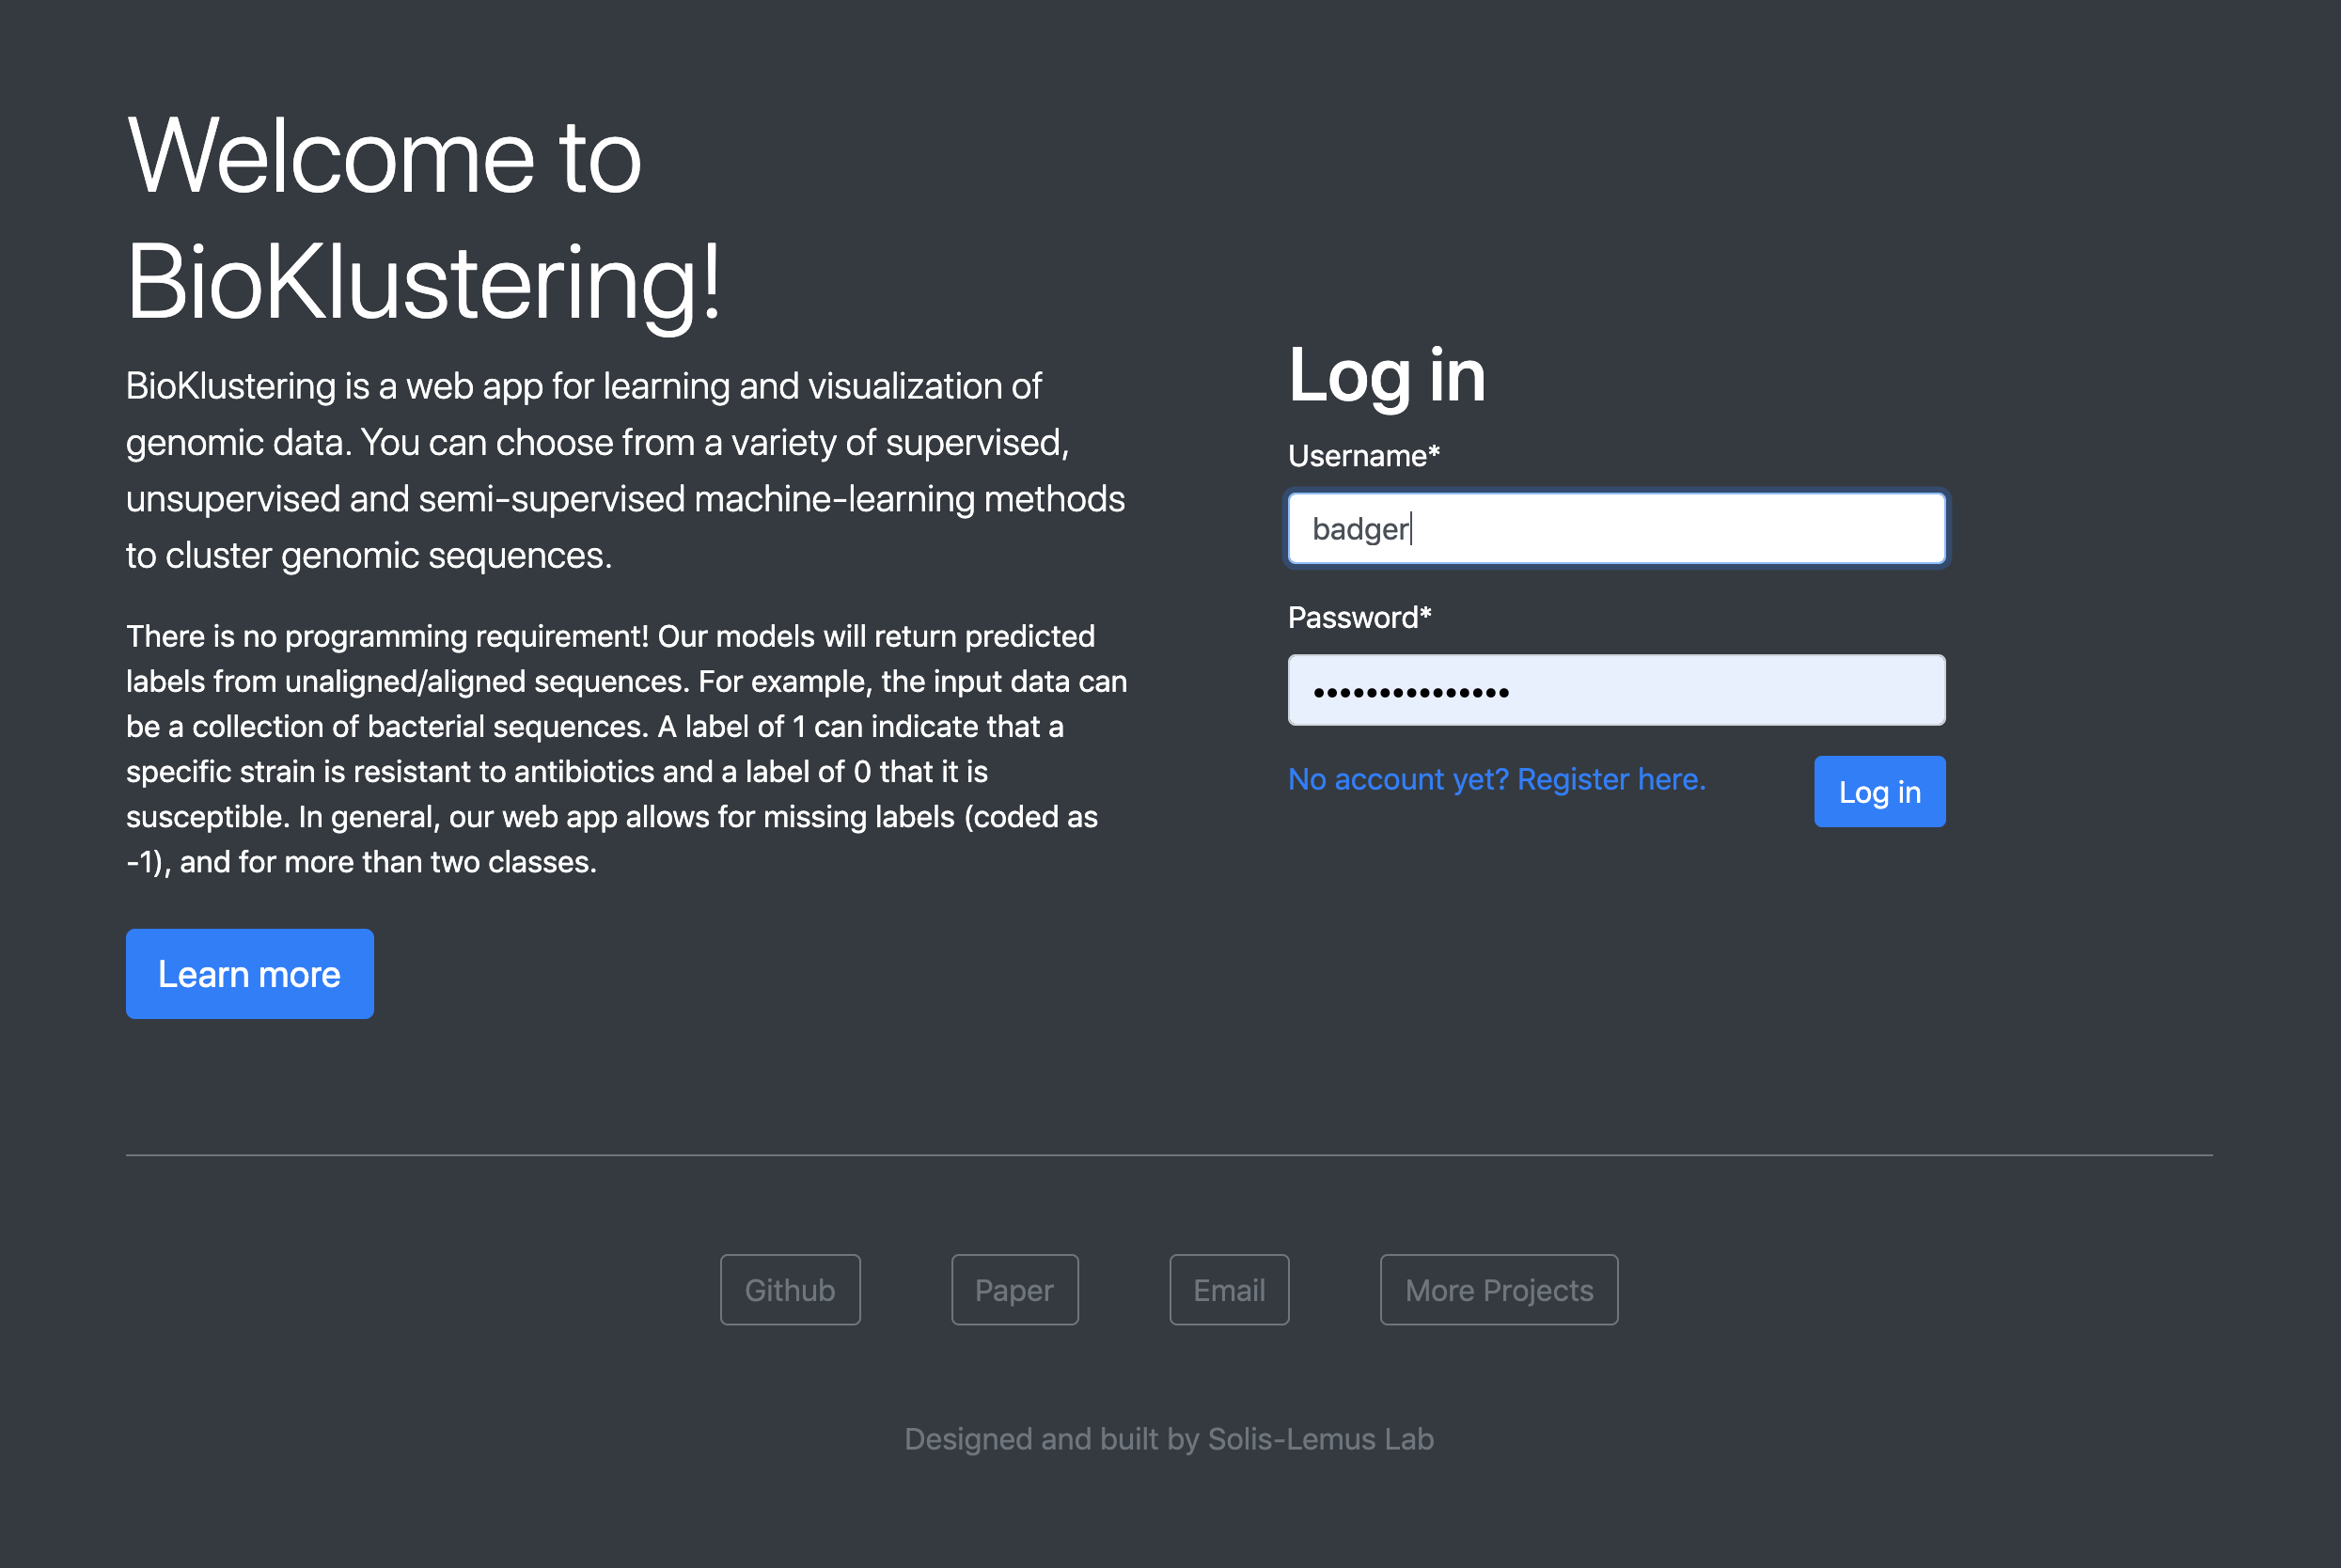 Welcome to
BioKlustering!
BioKlustering is a web app for learning and visualization of
genomic data. You can choose from a variety of supervised,
unsupervised and semi-supervised machine-learning methods
to cluster genomic sequences.
There is no programming requirement! Our models will return predicted
labels from unaligned/aligned sequences. For example, the input data can
be a collection of bacterial sequences. A label of 1 can indicate that a
specific strain is resistant to antibiotics and a label of 0 that it is
susceptible. In general, our web app allows for missing labels (coded as
-1), and for more than two classes.
Learn more
Log in
Username*
badger
Password*
•••••••••••••••
No account yet? Register here.
Log in
Github
Paper
Email
More Projects
Designed and built by Solis-Lemus Lab